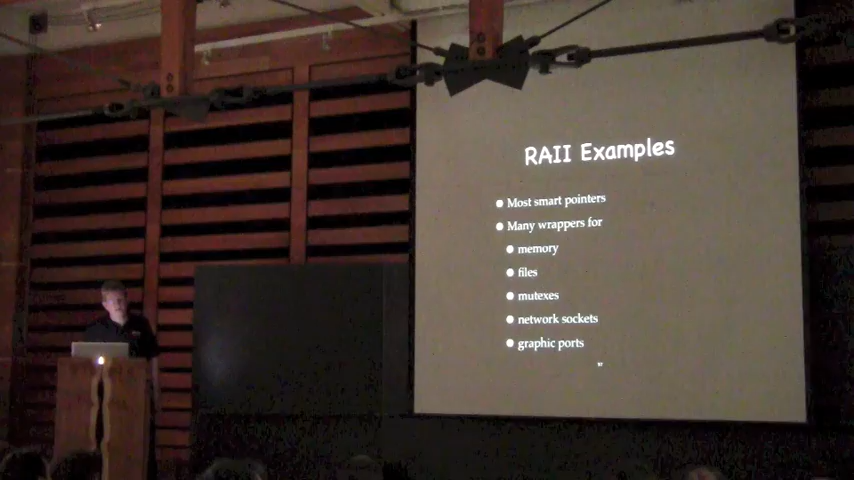 RAII Examples
Most smart pointers
Many wrappers for
memory
files
mutexes
network sockets
graphic ports